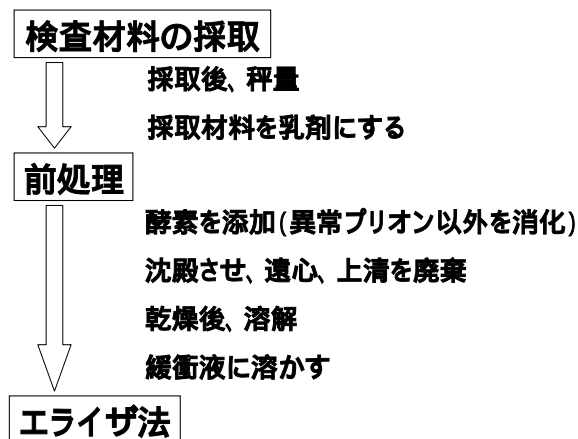 検査材料の採取
採取後、秤量
採取材料を乳剤にする
前処理
酵素を添加(異常プリオン以外を消化)
沈殿させ、遠心、上清を廃棄
乾燥後、溶解
緩衝液に溶かす
エライザ法